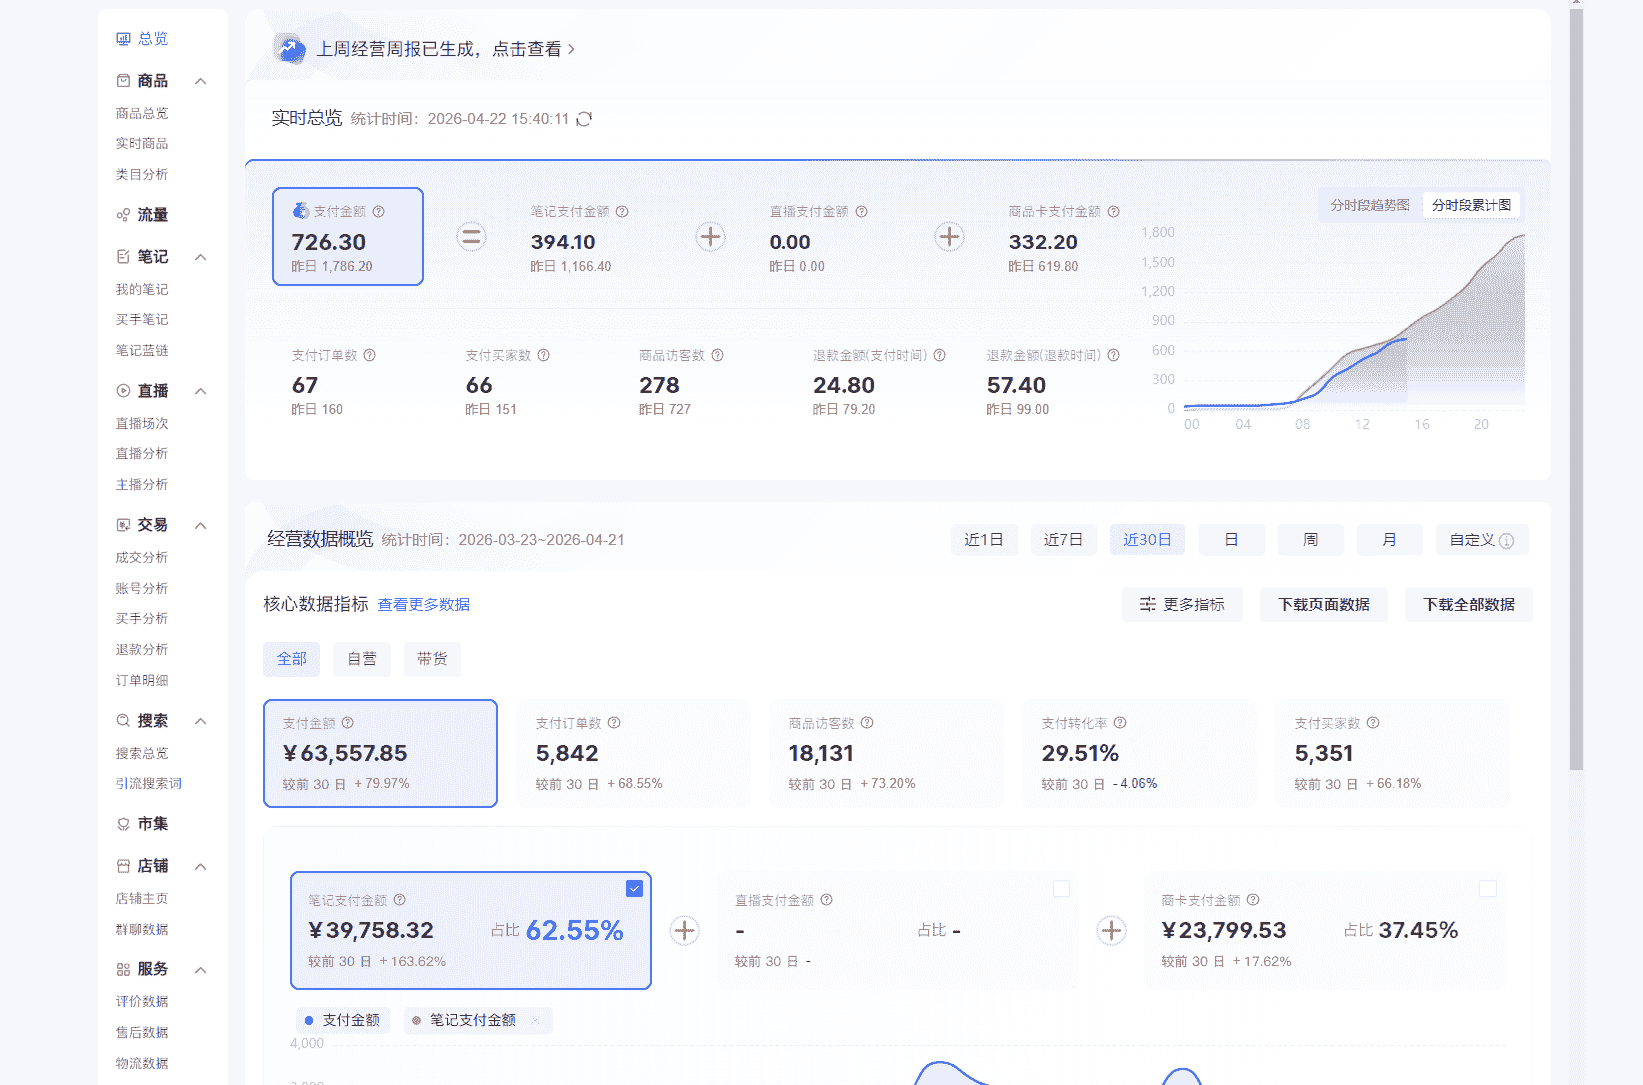 总览
商品
商品总览
实时商品
类目分析
流量
笔记
我的笔记
买手笔记
笔记蓝链
直播
直播场次
直播分析
主播分析
交易
成交分析
账号分析
买手分析
退款分析
订单明细
搜索
搜索总览
引流搜索词
市集
店铺
店铺主页
群聊数据
服务
评价数据
售后数据
物流数据
上周经营周报已生成，点击查看
实时总览 统计时间：2026-04-22 15:40:11
支付金额
726.30
昨日 1,786.20
笔记支付金额
394.10
昨日 1,166.40
直播支付金额
0.00
昨日 0.00
商品卡支付金额
332.20
昨日 619.80
支付订单数
67
昨日 160
支付买家数
66
昨日 151
商品访客数
278
昨日 727
退款金额(支付时间)
24.80
昨日 79.20
退款金额(退款时间)
57.40
昨日 99.00
分时段趋势图 分时段累计图
1,800
1,500
1,200
900
600
300
0
00 04 08 12 16 20
经营数据概览 统计时间：2026-03-23~2026-04-21
近1日 近7日 近30日 日 周 月 自定义
核心数据指标 查看更多数据
更多指标 下载页面数据 下载全部数据
全部 自营 带货
支付金额
¥63,557.85
较前 30 日 +79.97%
支付订单数
5,842
较前 30 日 +68.55%
商品访客数
18,131
较前 30 日 +73.20%
支付转化率
29.51%
较前 30 日 -4.06%
支付买家数
5,351
较前 30 日 +66.18%
笔记支付金额
¥39,758.32 占比 62.55%
较前 30 日 +163.62%
直播支付金额
- 占比 -
较前 30 日 -
商卡支付金额
¥23,799.53 占比 37.45%
较前 30 日 +17.62%
支付金额 笔记支付金额
4,000